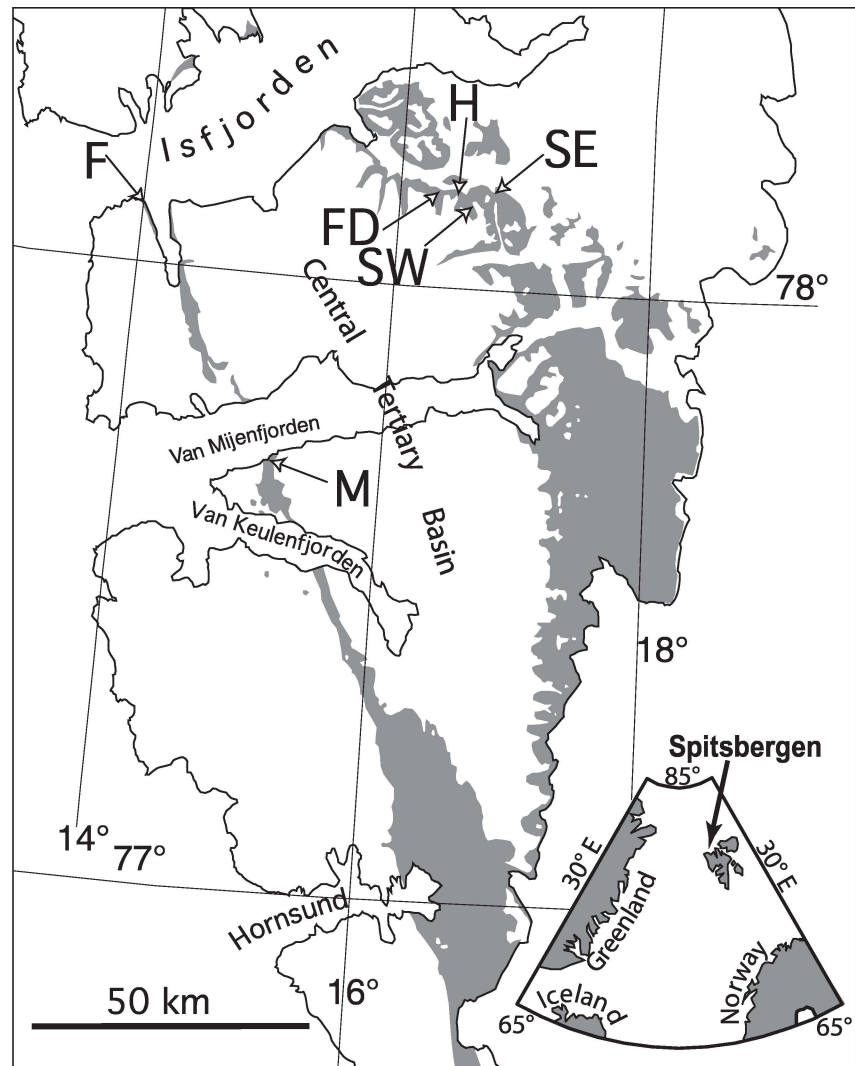 Isfjorden
H
F
SE
FD
SW
78°
Central
Tertiary
Basin
Van Mijenfjorden
M
Van Keulenfjorden
18°
Spitsbergen
85°
14°
77°
30° E
30° E
Greenland
Hornsund
Norway
16°
Iceland
50 km
65°
65°